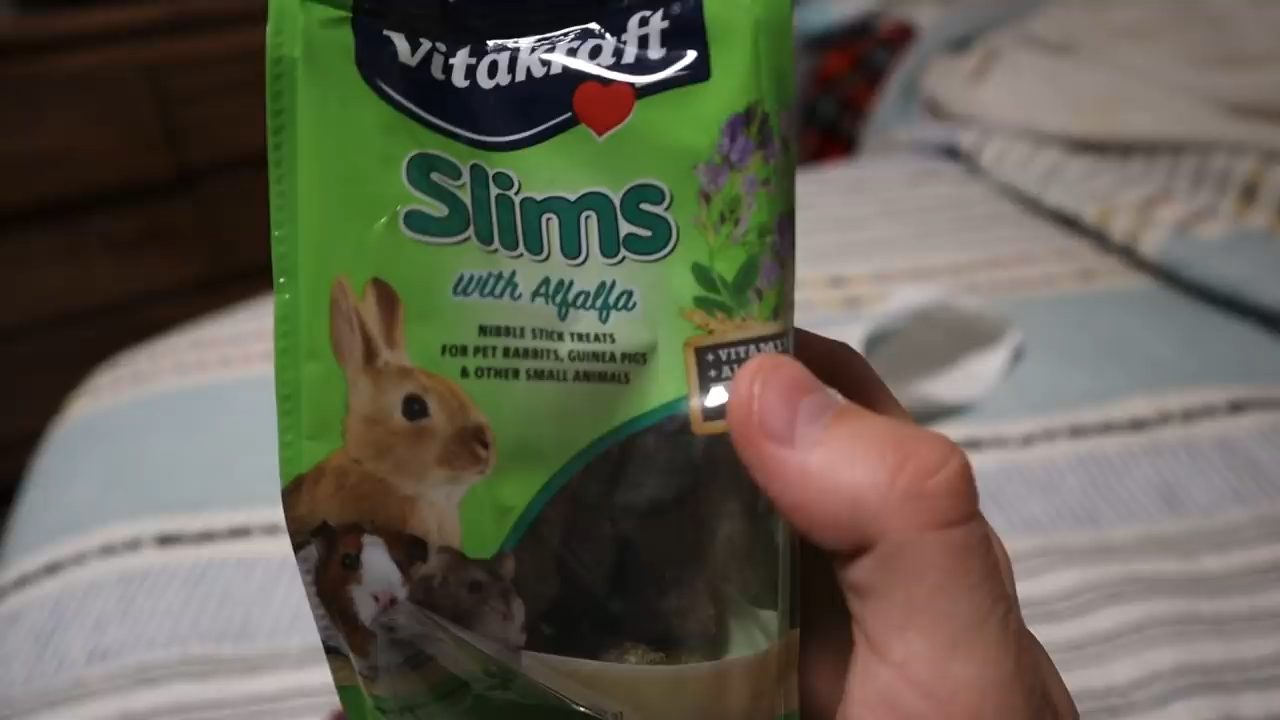 Vitakraft®
Slims
with Alfalfa
NIBBLE STICK TREATS
FOR PET RABBITS, GUINEA PIGS
& OTHER SMALL ANIMALS
+
+